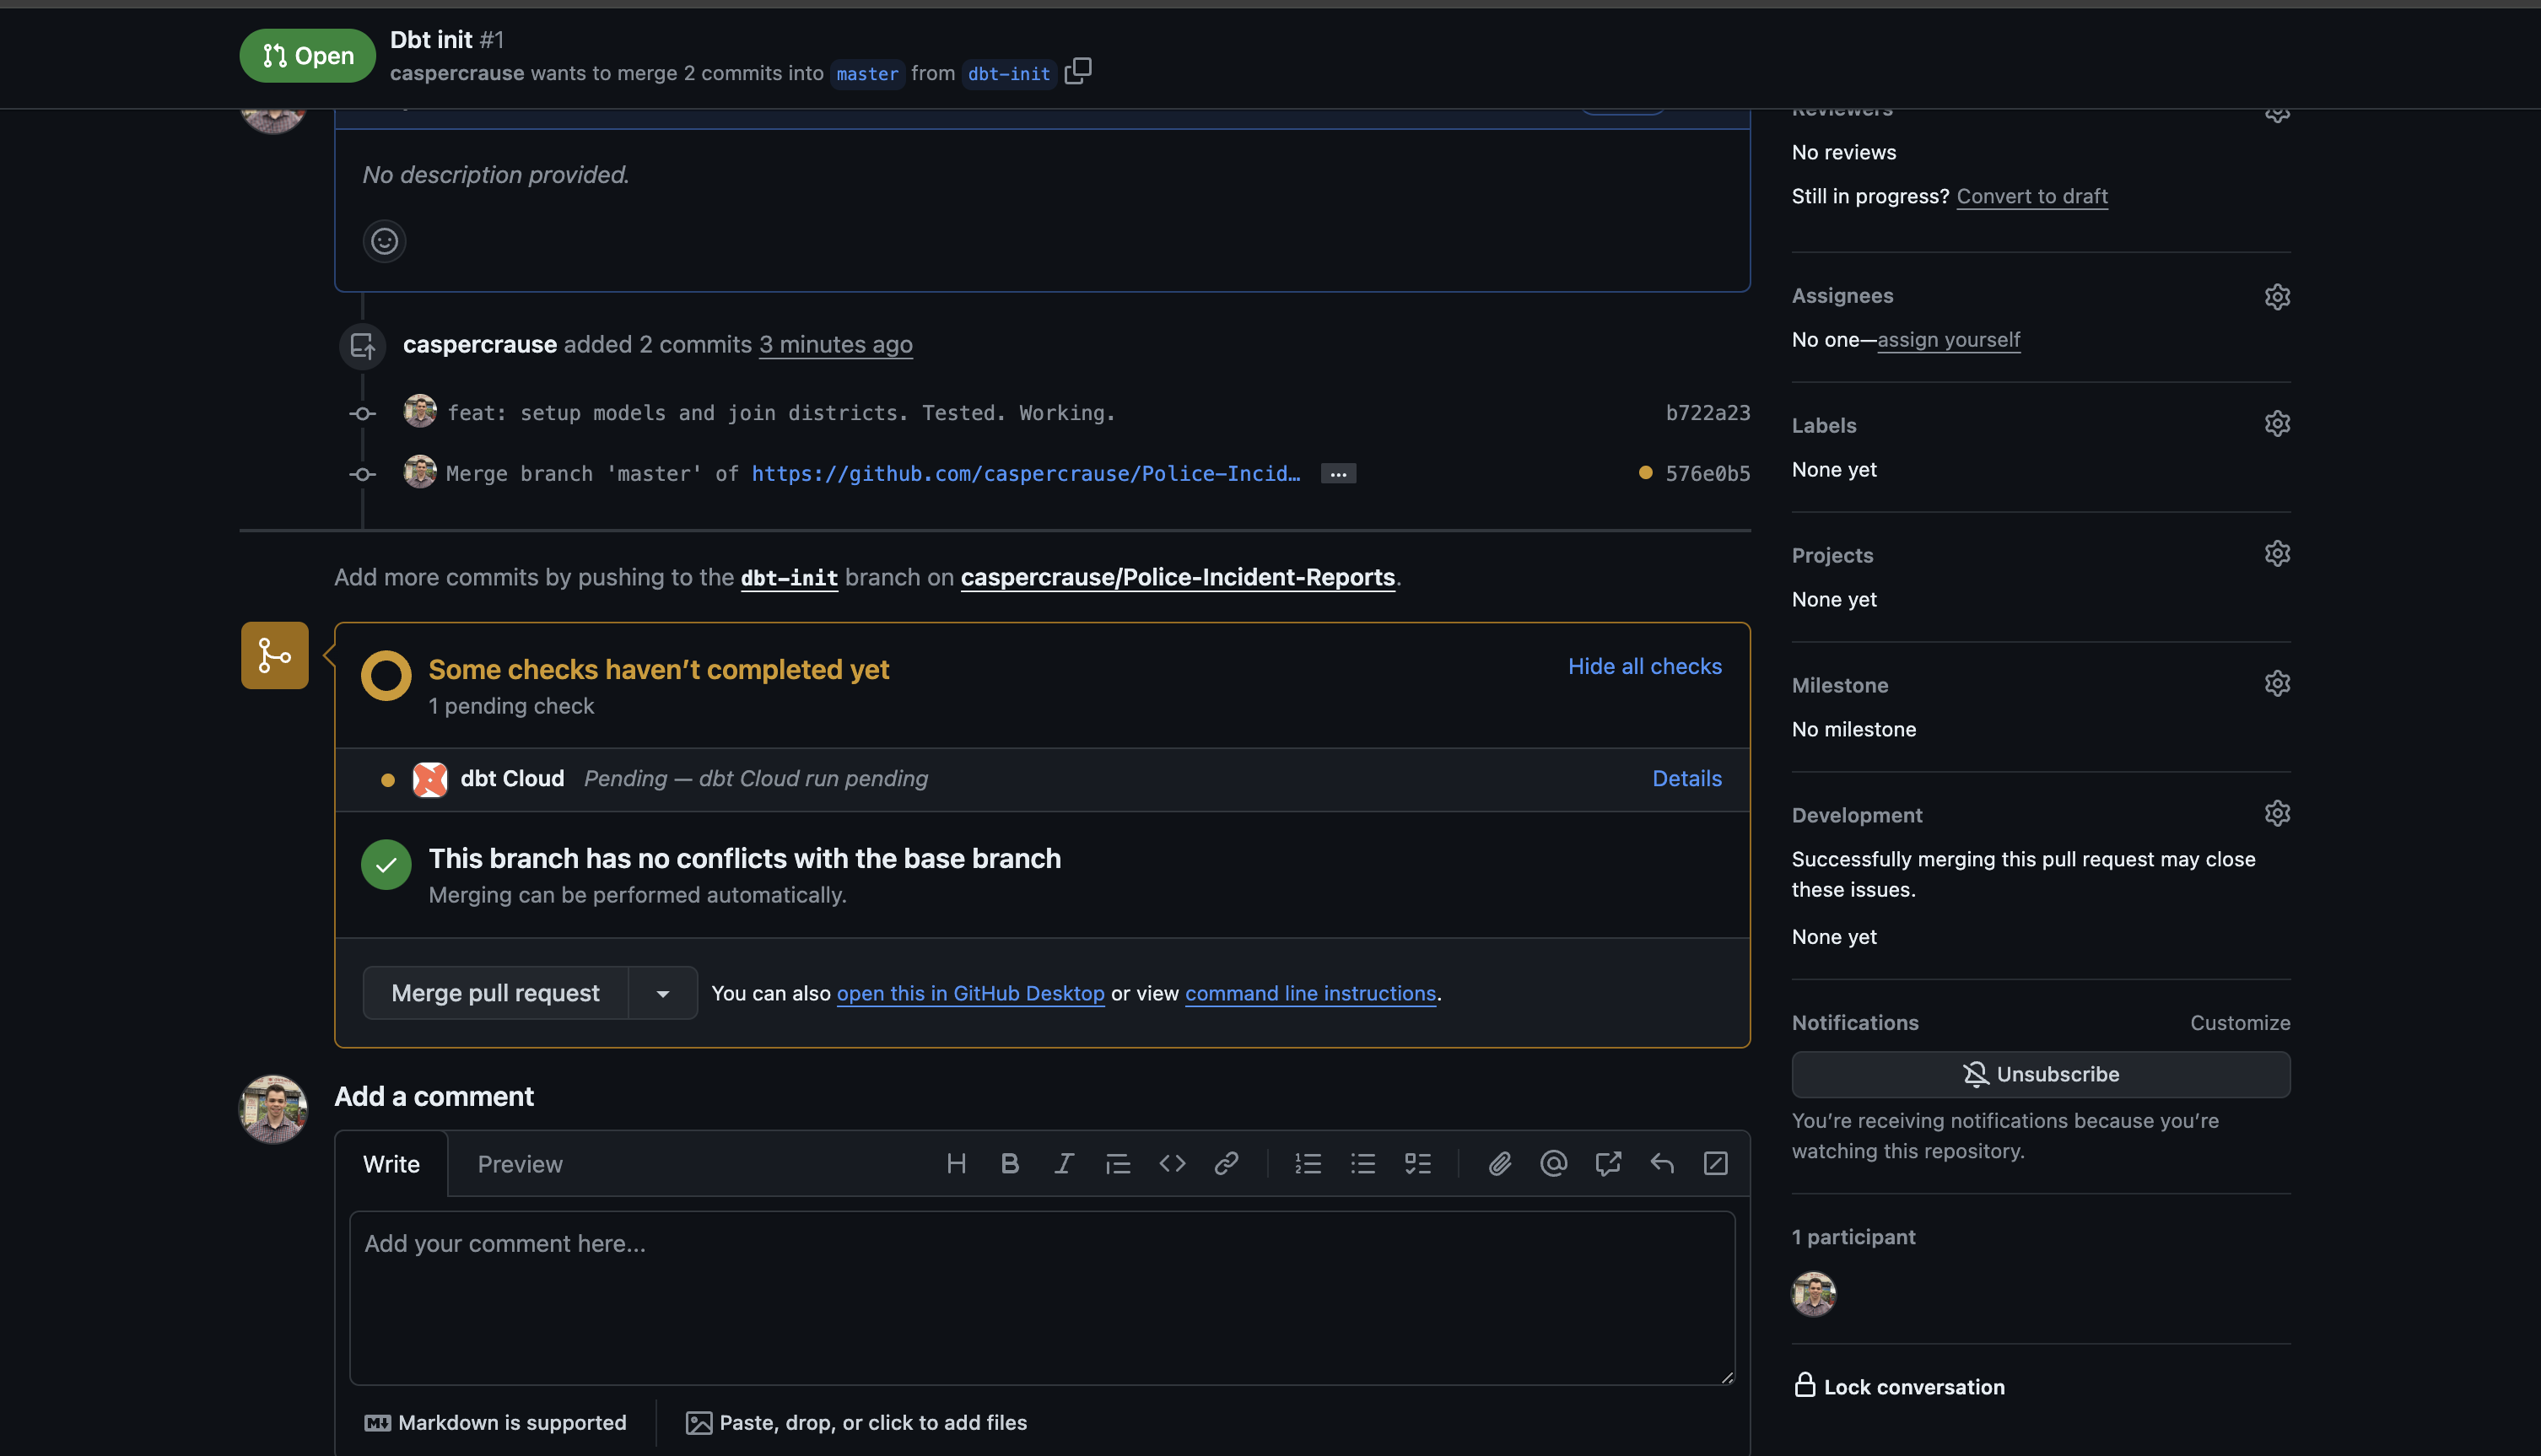 Open
Dbt init #1
caspercrause wants to merge 2 commits into master from dbt-init
No description provided.
caspercrause added 2 commits 3 minutes ago
feat: setup models and join districts. Tested. Working.
b722a23
Merge branch 'master' of https://github.com/caspercrause/Police-Incid… ...
576e0b5
Add more commits by pushing to the dbt-init branch on caspercrause/Police-Incident-Reports.
Some checks haven’t completed yet
Hide all checks
1 pending check
dbt Cloud Pending — dbt Cloud run pending
Details
This branch has no conflicts with the base branch
Merging can be performed automatically.
Merge pull request
You can also open this in GitHub Desktop or view command line instructions.
Add a comment
Write
Preview
Add your comment here...
Markdown is supported
Paste, drop, or click to add files
Reviewers
No reviews
Still in progress? Convert to draft
Assignees
No one—assign yourself
Labels
None yet
Projects
None yet
Milestone
No milestone
Development
Successfully merging this pull request may close
these issues.
None yet
Notifications
Customize
Unsubscribe
You’re receiving notifications because you’re
watching this repository.
1 participant
Lock conversation